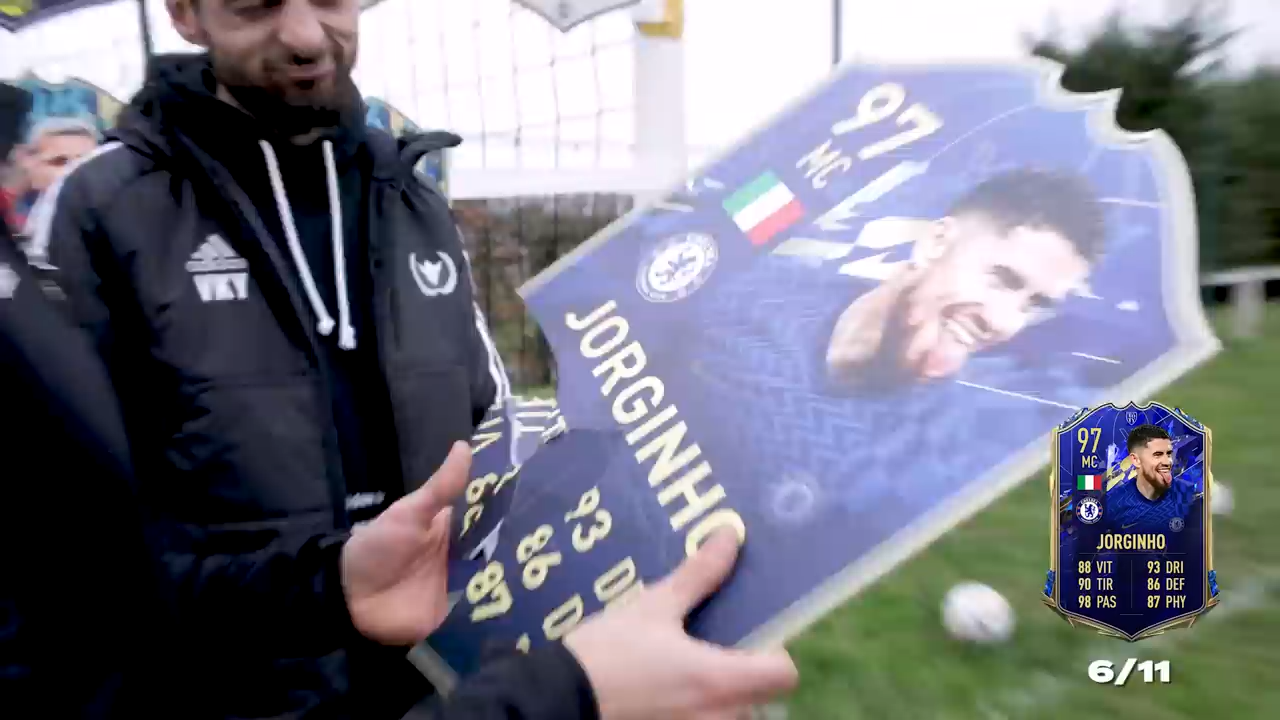 adidas
VKY
97
MC
JORGINHO
93 D
86 D
87
97
MC
JORGINHO
88 VIT 93 DRI
90 TIR 86 DEF
98 PAS 87 PHY
6/11